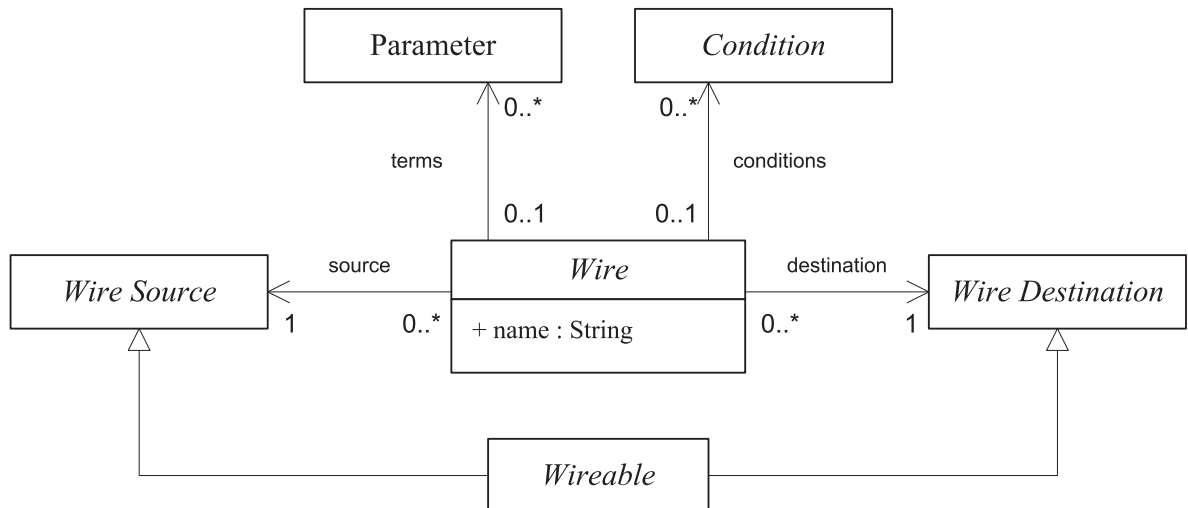 Parameter
Condition
0..*
0..*
terms
conditions
0..1
0..1
Wire Source
source
Wire
destination
Wire Destination
1
0..*
+ name : String
0..*
1
Wireable